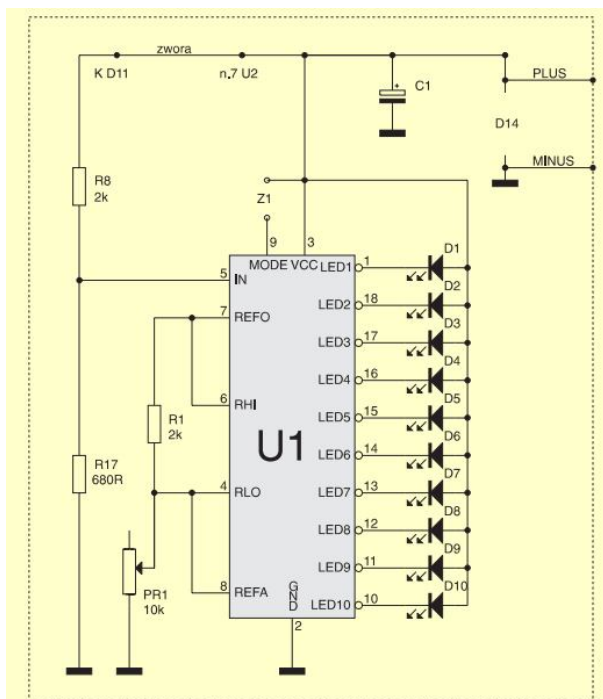 zwora
K D11
n.7 U2
C1
PLUS
D14
MINUS
R8
2k
Z1
9
3
MODE VCC
5
IN
7
REFO
6
RHI
R1
2k
U1
R17
680R
4
RLO
PR1
10k
8
REFA
GND
2
LED1
1
D1
LED2
18
D2
LED3
17
D3
LED4
16
D4
LED5
15
D5
LED6
14
D6
LED7
13
D7
LED8
12
D8
LED9
11
D9
LED10
10
D10